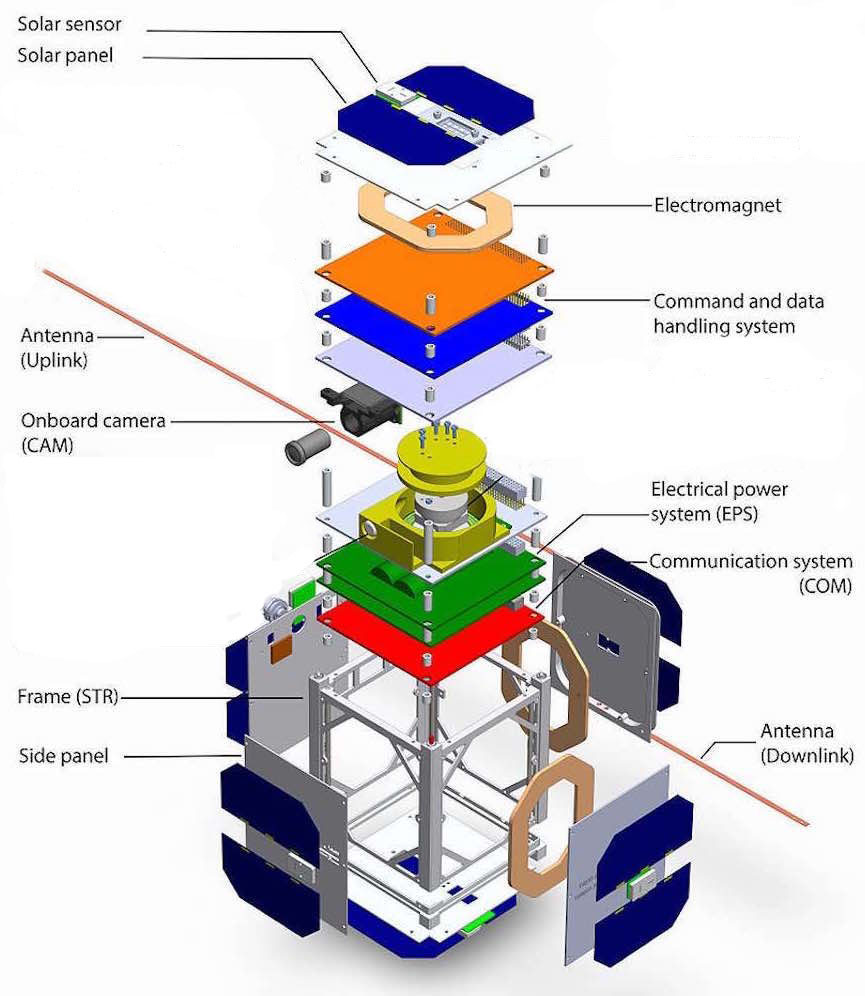 Solar sensor
Solar panel
Electromagnet
Command and data
handling system
Antenna
(Uplink)
Onboard camera
(CAM)
Electrical power
system (EPS)
Communication system
(COM)
Frame (STR)
Side panel
Antenna
(Downlink)